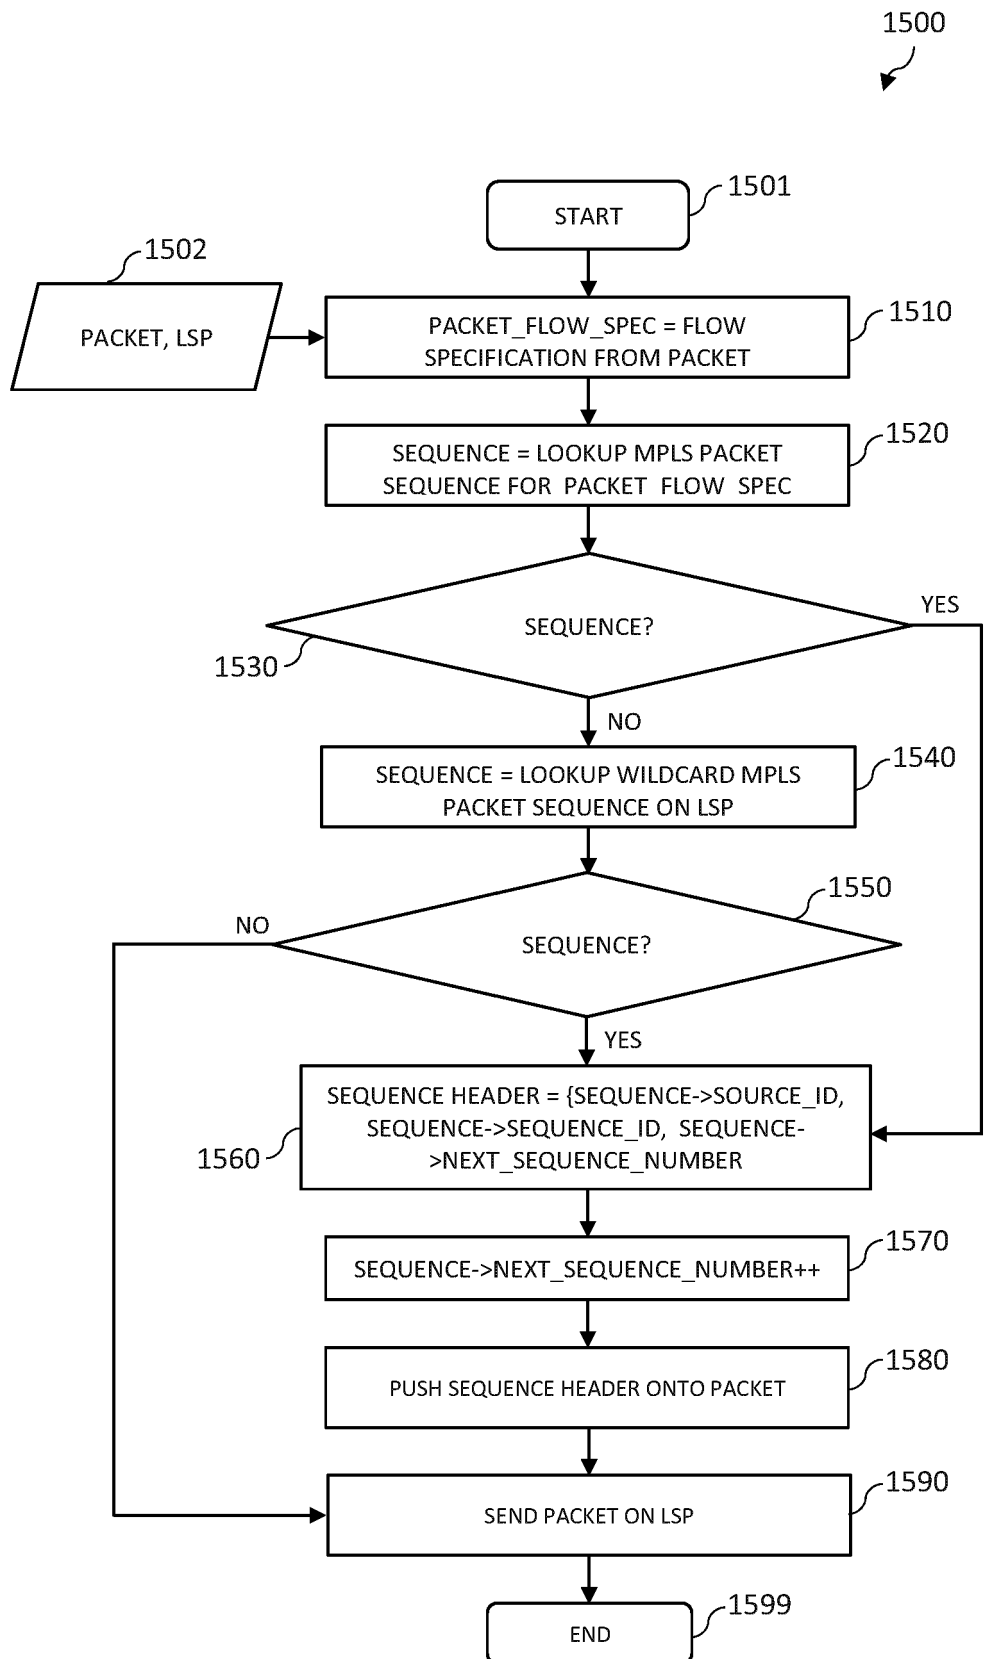 1500
1501
START
1502
PACKET, LSP
1510
PACKET_FLOW_SPEC = FLOW
SPECIFICATION FROM PACKET
1520
SEQUENCE = LOOKUP MPLS PACKET
SEQUENCE FOR PACKET FLOW SPEC
YES
SEQUENCE?
1530
NO
1540
SEQUENCE = LOOKUP WILDCARD MPLS
PACKET SEQUENCE ON LSP
1550
NO
SEQUENCE?
YES
SEQUENCE HEADER = {SEQUENCE->SOURCE_ID,
SEQUENCE->SEQUENCE_ID, SEQUENCE-
>NEXT_SEQUENCE_NUMBER
1560
1570
SEQUENCE->NEXT_SEQUENCE_NUMBER++
1580
PUSH SEQUENCE HEADER ONTO PACKET
1590
SEND PACKET ON LSP
1599
END